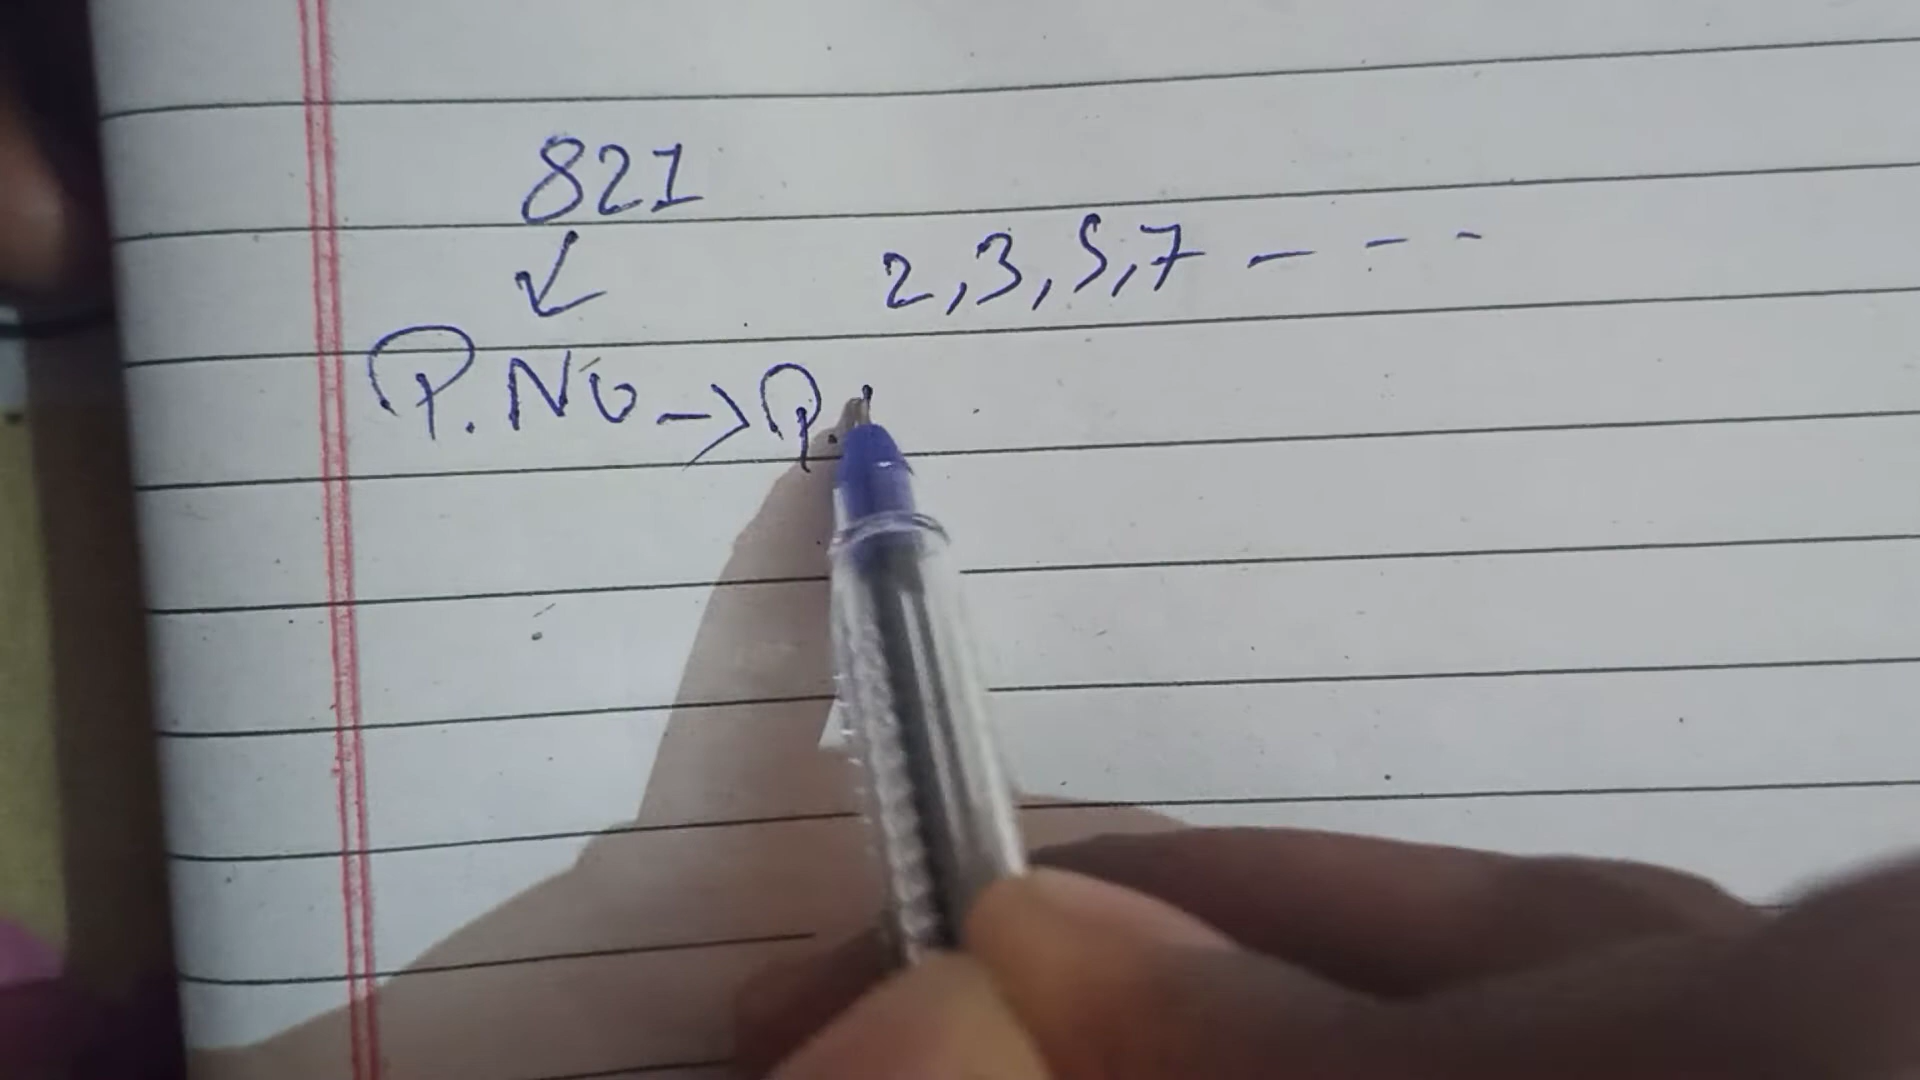 821
2,3,5,7 - - -
P.No → P.